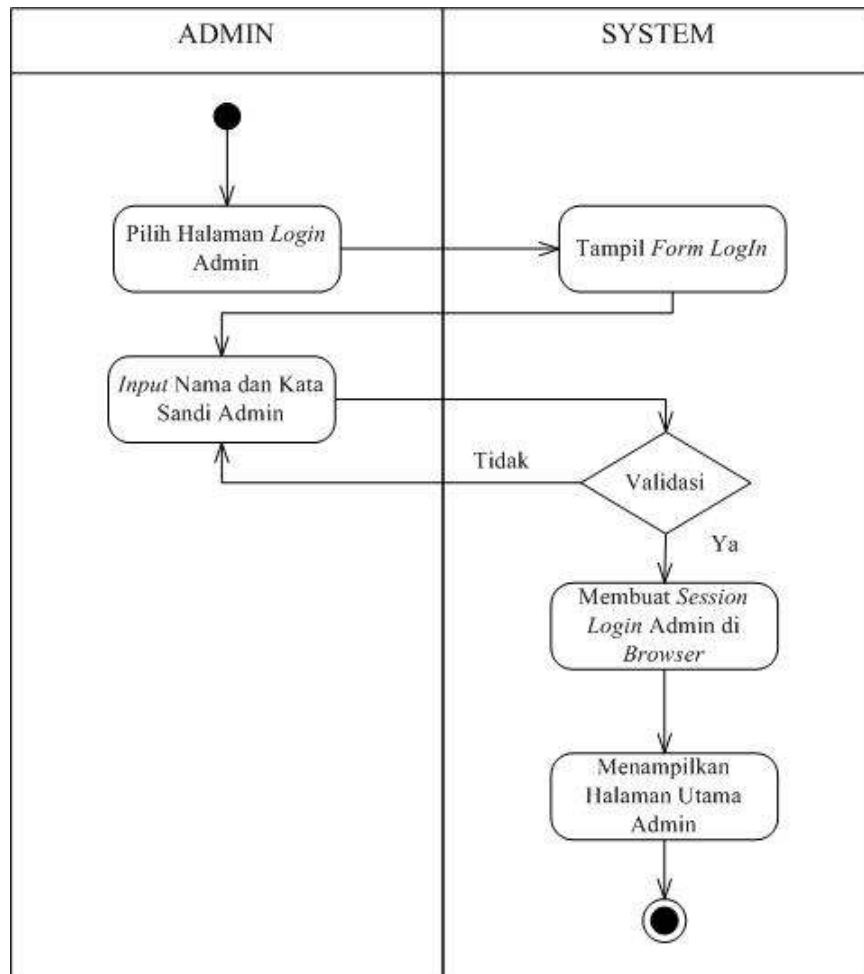 ADMIN
SYSTEM
Pilih Halaman Login
Admin
Tampil Form LogIn
Input Nama dan Kata
Sandi Admin
Tidak
Validasi
Ya
Membuat Session
Login Admin di
Browser
Menampilkan
Halaman Utama
Admin